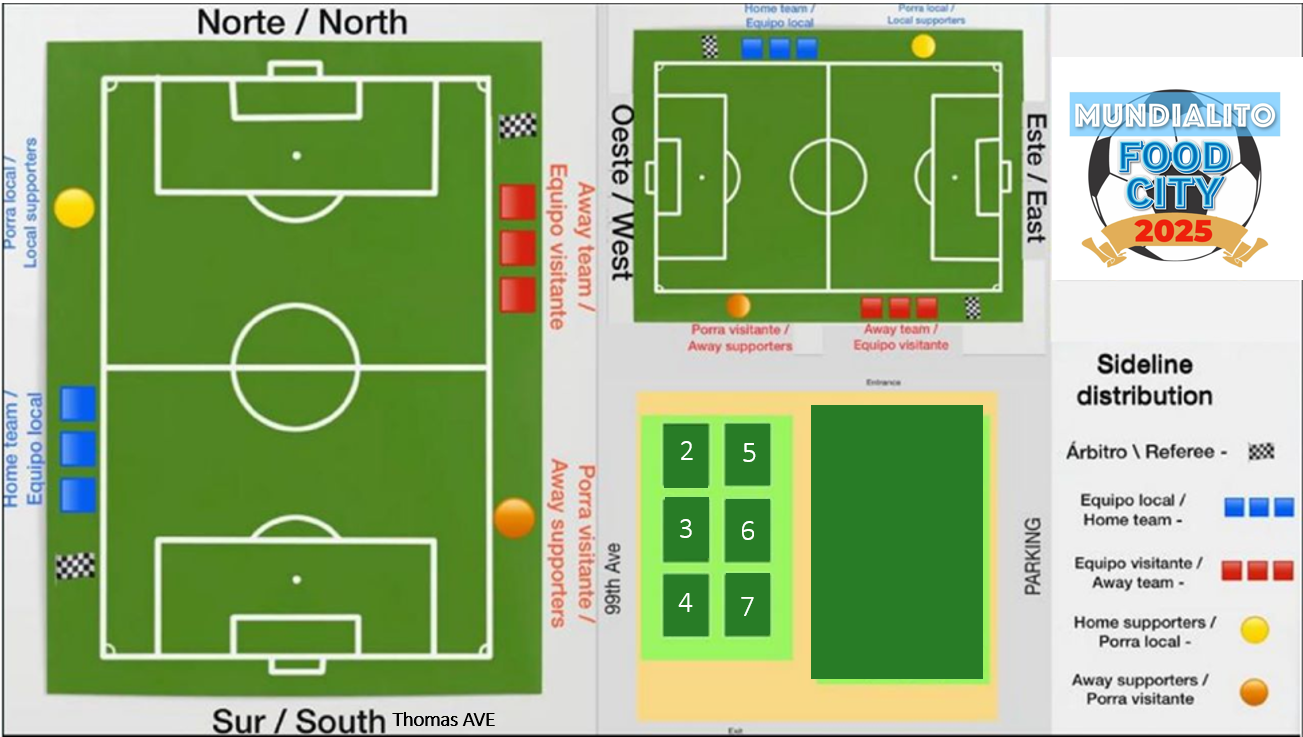 Norte / North
Porra local /
Local supporters
Away team /
Equipo visitante
Home team /
Equipo local
Porra visitante /
Away supporters
Sur / South Thomas AVE
Home team /
Equipo local
Porra local /
Local supporters
Oeste / West
Este / East
Porra visitante /
Away supporters
Away team /
Equipo visitante
Entrance
2 5
3 6
4 7
99th Ave
PARKING
Exit
MUNDIALITO
FOOD
CITY
2025
Sideline
distribution
Árbitro \ Referee -
Equipo local /
Home team -
Equipo visitante /
Away team -
Home supporters /
Porra local -
Away supporters /
Porra visitante